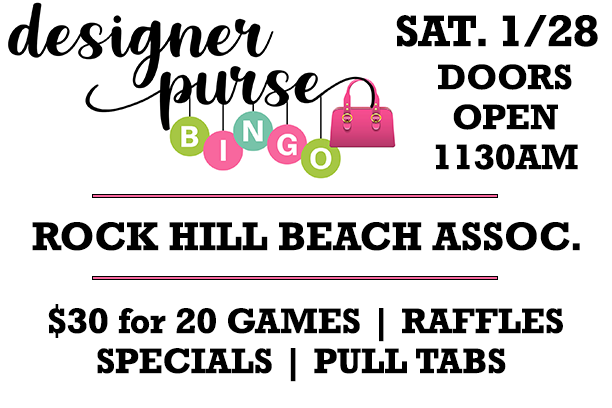 designer
purse
BINGO
SAT. 1/28
DOORS
OPEN
1130AM
ROCK HILL BEACH ASSOC.
$30 for 20 GAMES | RAFFLES
SPECIALS | PULL TABS